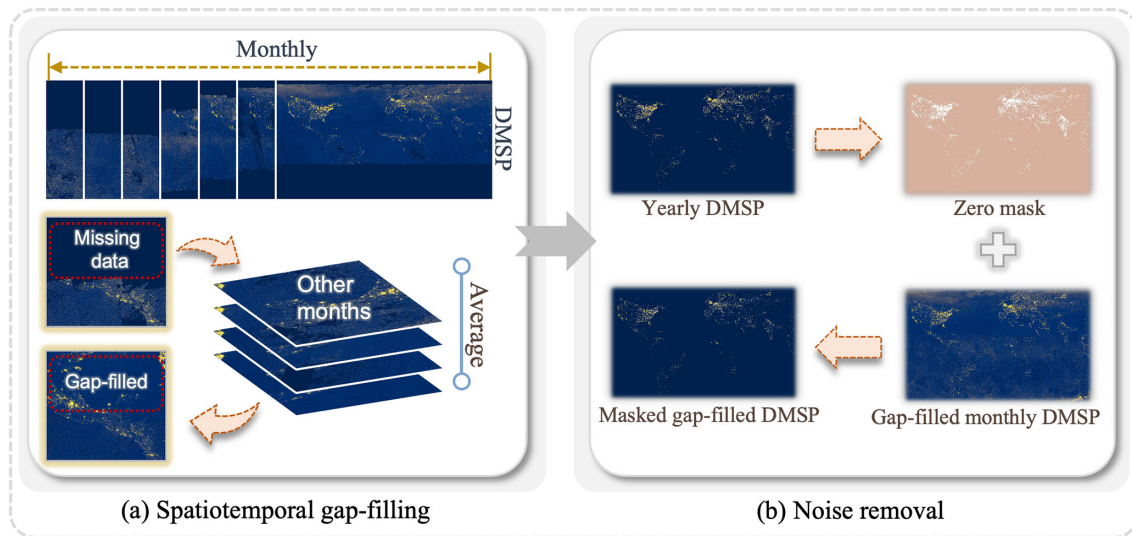 Monthly
DMSP
Missing
data
Other
months
Average
Gap-filled
(a) Spatiotemporal gap-filling
Yearly DMSP
Zero mask
Masked gap-filled DMSP
Gap-filled monthly DMSP
(b) Noise removal